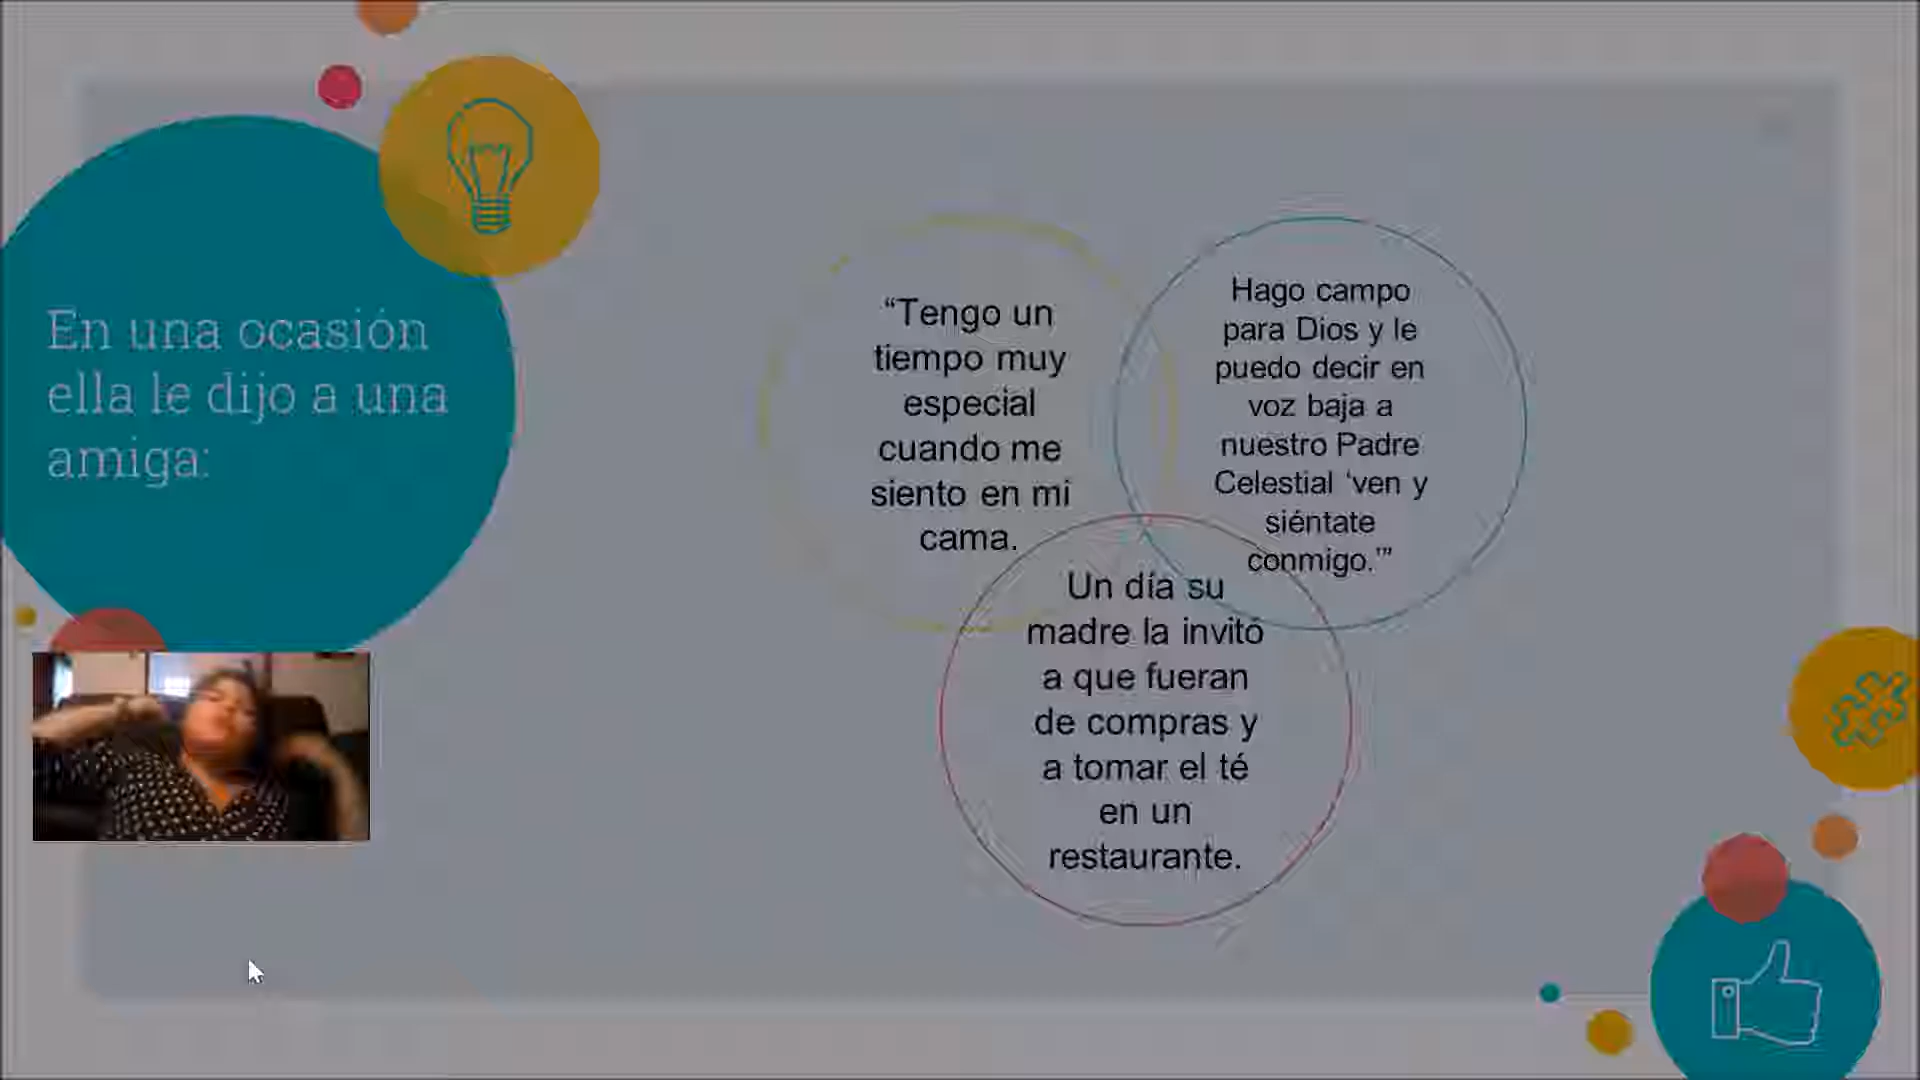 En una ocasión
ella le dijo a una
amiga:
“Tengo un
tiempo muy
especial
cuando me
siento en mi
cama.
Hago campo
para Dios y le
puedo decir en
voz baja a
nuestro Padre
Celestial ‘ven y
siéntate
conmigo.’”
Un día su
madre la invitó
a que fueran
de compras y
a tomar el té
en un
restaurante.